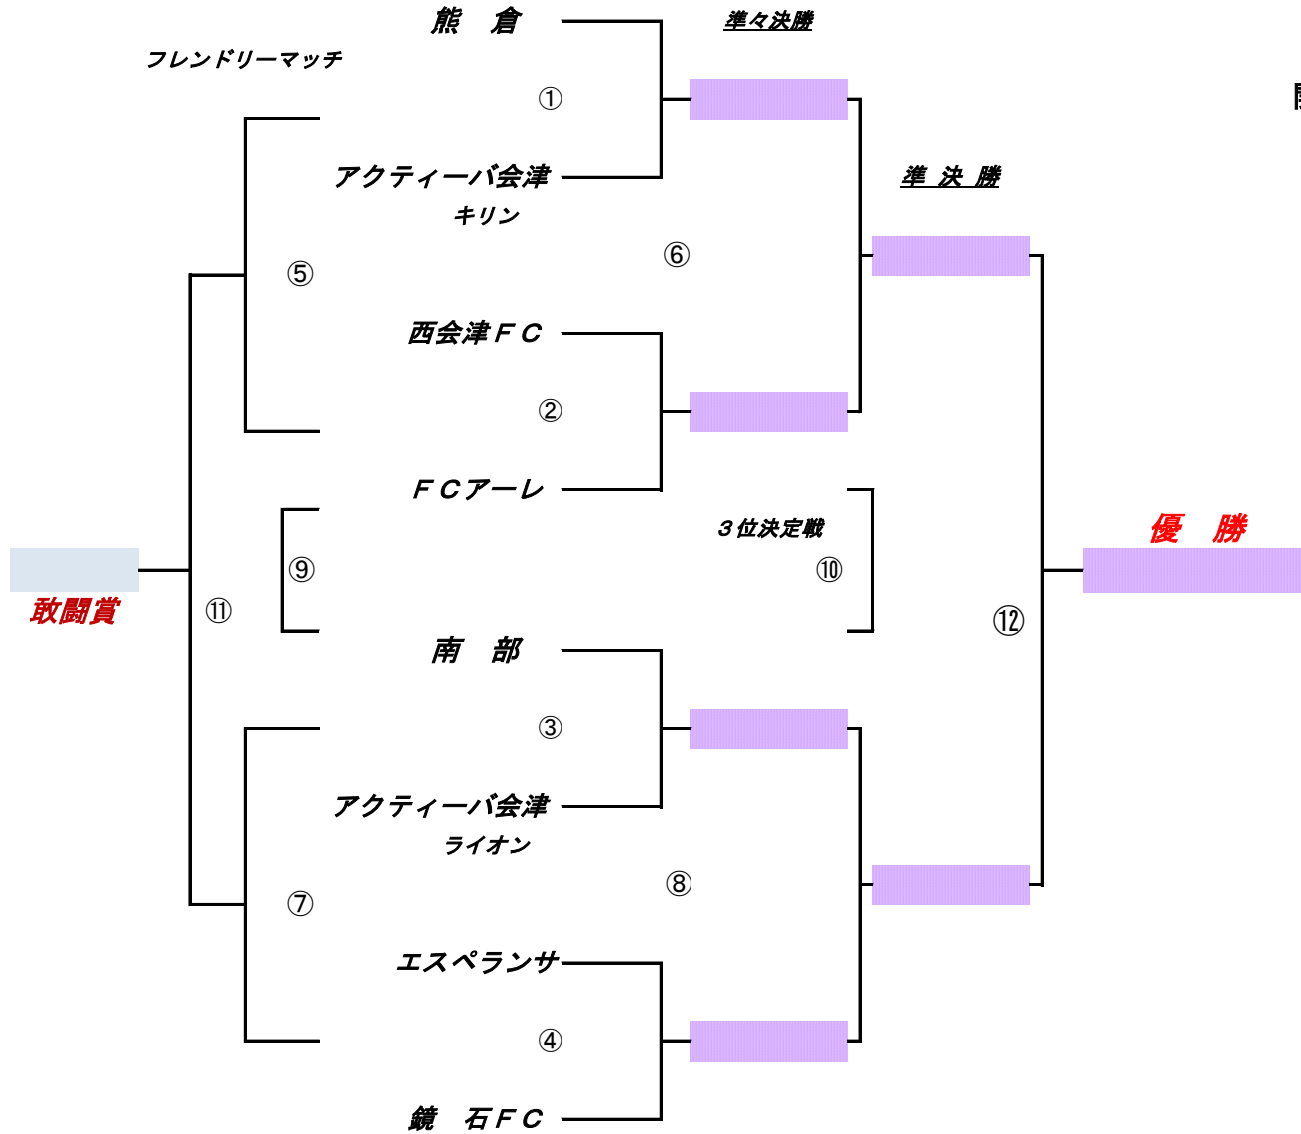 熊　倉
準々決勝
フレンドリーマッチ
①
アクティーバ会津
準 決 勝
キリン
⑥
⑤
西会津ＦＣ
②
ＦＣアーレ
３位決定戦
優　勝
⑨
⑩
敢闘賞
⑪
⑫
南　部
③
アクティーバ会津
ライオン
⑧
⑦
エスペランサ
④
鏡　石ＦＣ